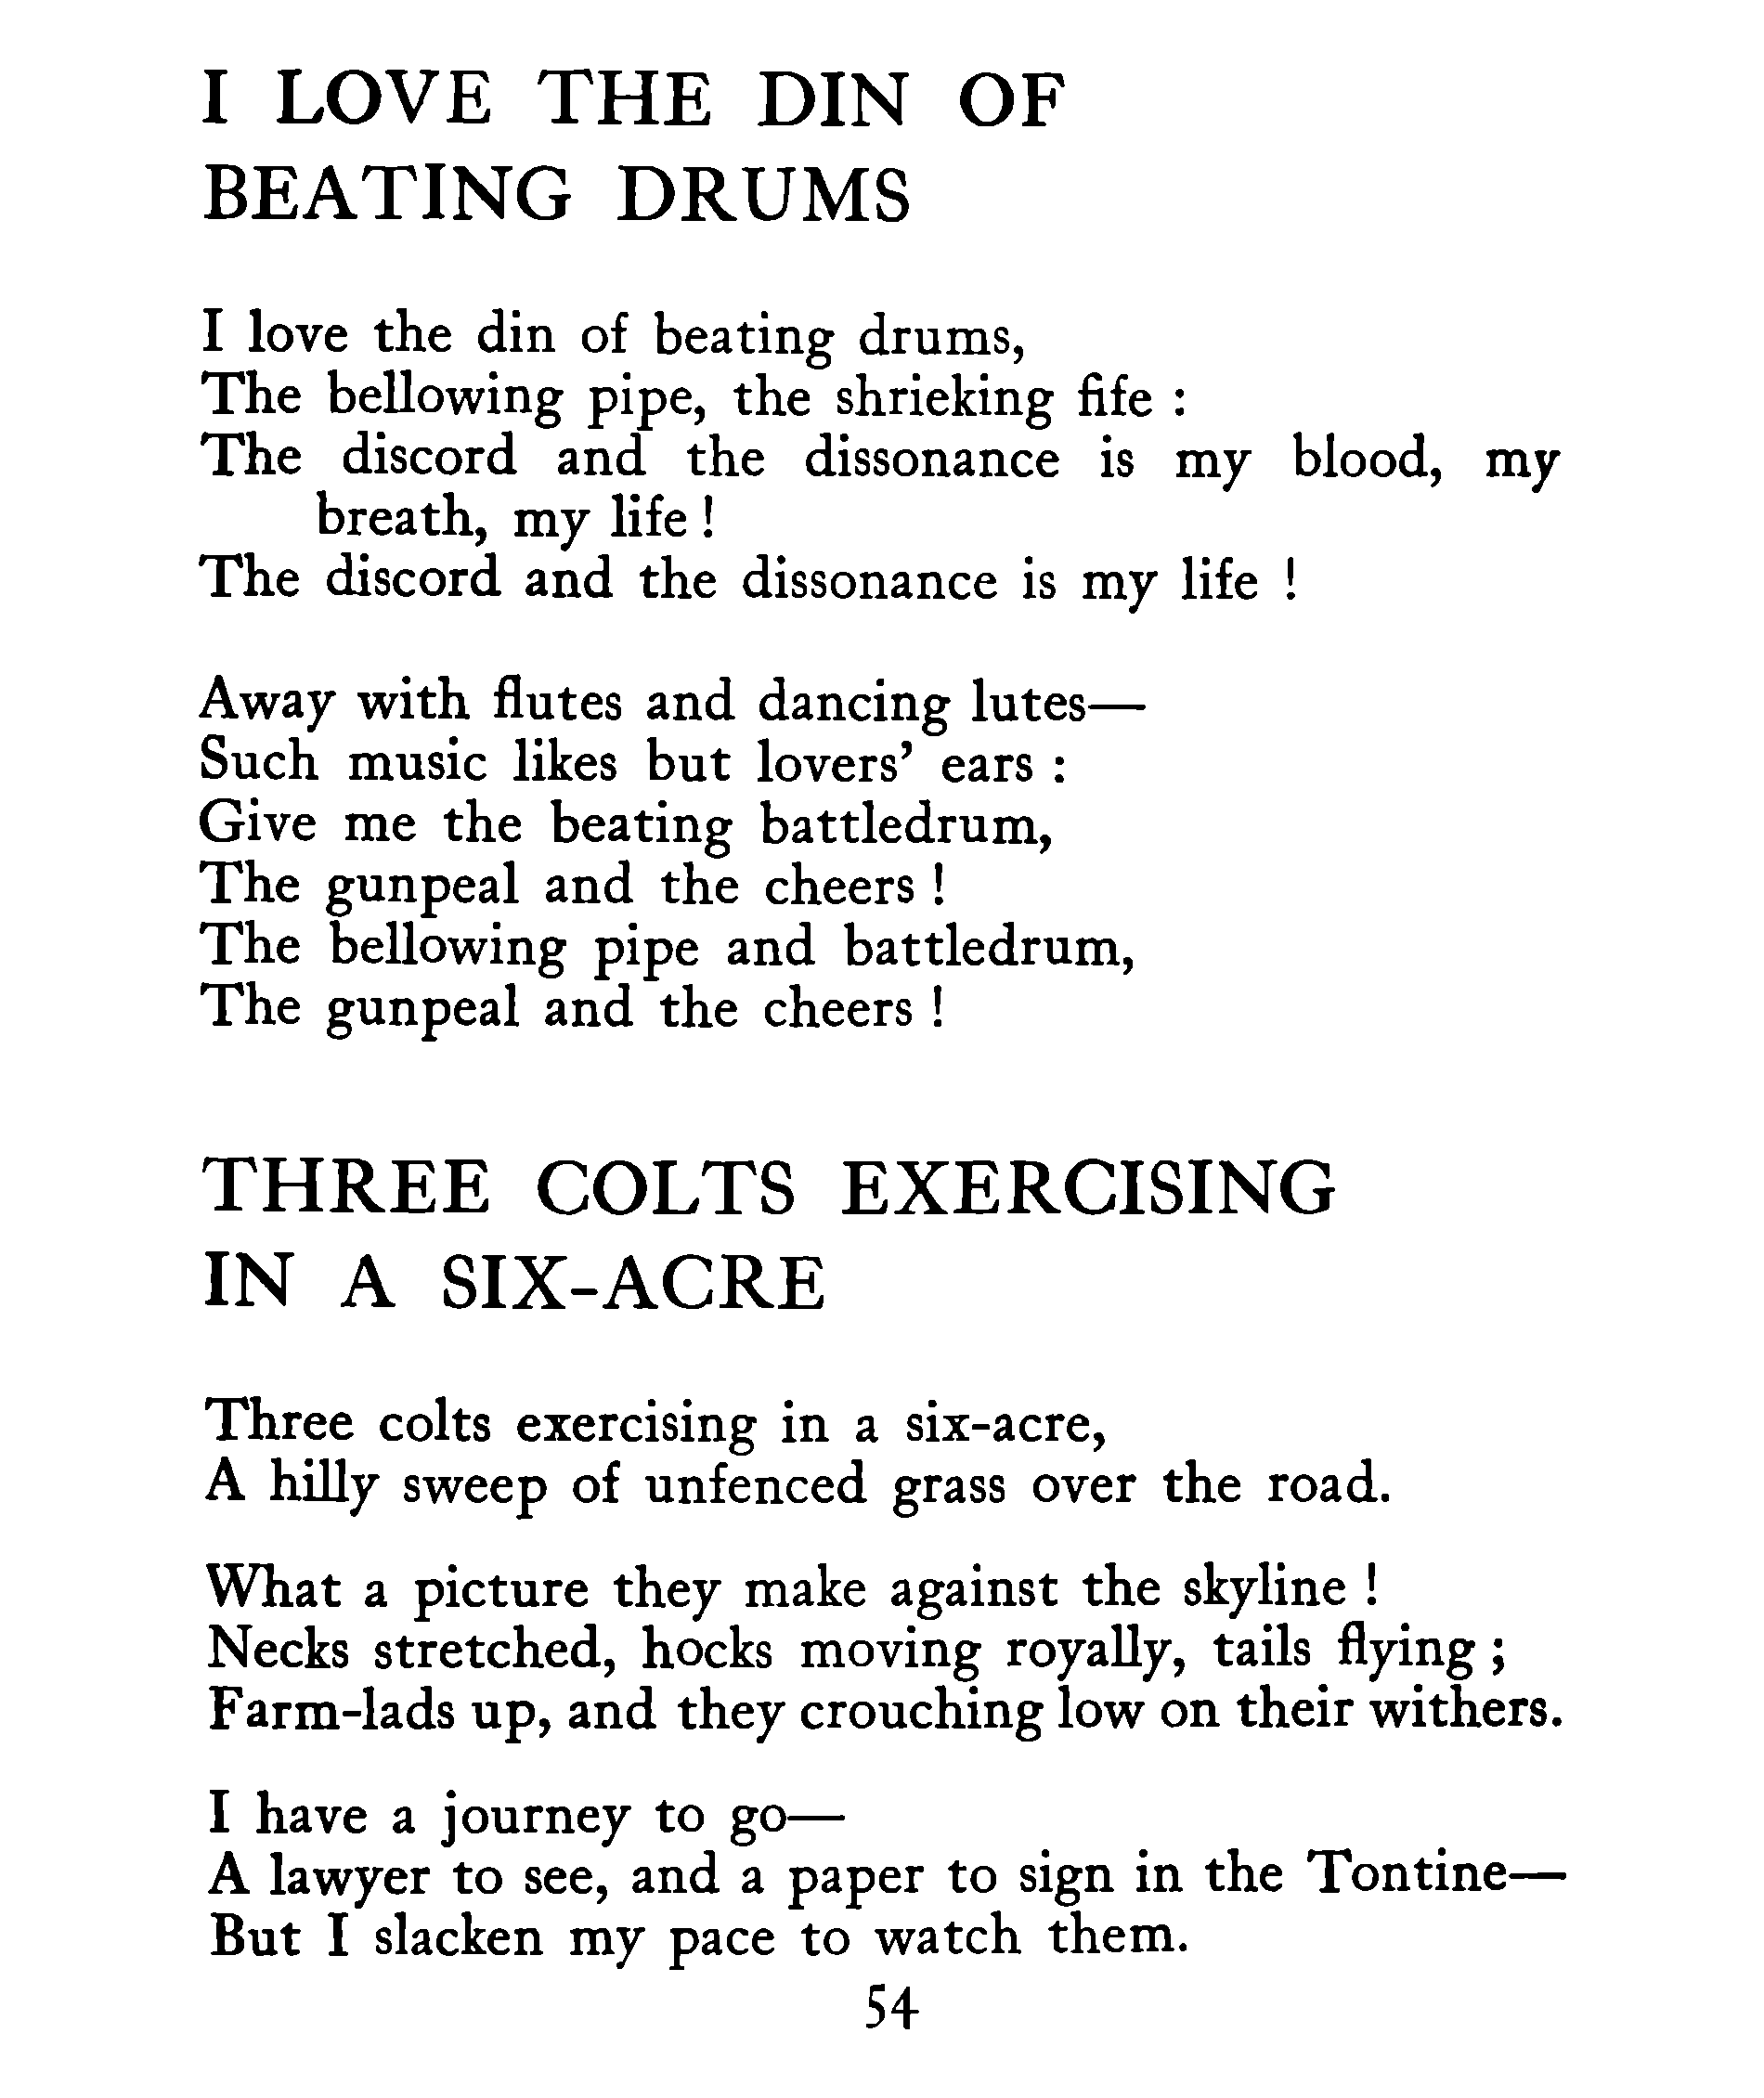 I LOVE THE DIN OF
BEATING DRUMS
I love the din of beating drums,
The bellowing pipe, the shrieking fife :
The discord and the dissonance is my blood, my
breath, my life !
The discord and the dissonance is my life !
Away with flutes and dancing lutes—
Such music likes but lovers’ ears :
Give me the beating battledrum,
The gunpeal and the cheers !
The bellowing pipe and battledrum,
The gunpeal and the cheers !
THREE COLTS EXERCISING
IN A SIX-ACRE
Three colts exercising in a six-acre,
A hilly sweep of unfenced grass over the road.
What a picture they make against the skyline !
Necks stretched, hocks moving royally, tails flying ;
Farm-lads up, and they crouching low on their withers.
I have a journey to go—
A lawyer to see, and a paper to sign in the Tontine—
But I slacken my pace to watch them.
54